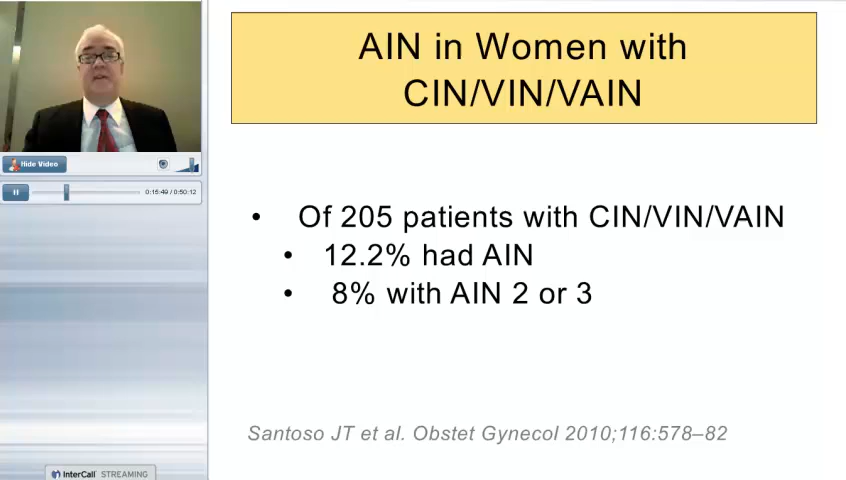 AIN in Women with
CIN/VIN/VAIN
Hide Video
0:15:49 / 0:50:12
• Of 205 patients with CIN/VIN/VAIN
• 12.2% had AIN
• 8% with AIN 2 or 3
Santoso JT et al. Obstet Gynecol 2010;116:578–82
InterCall STREAMING